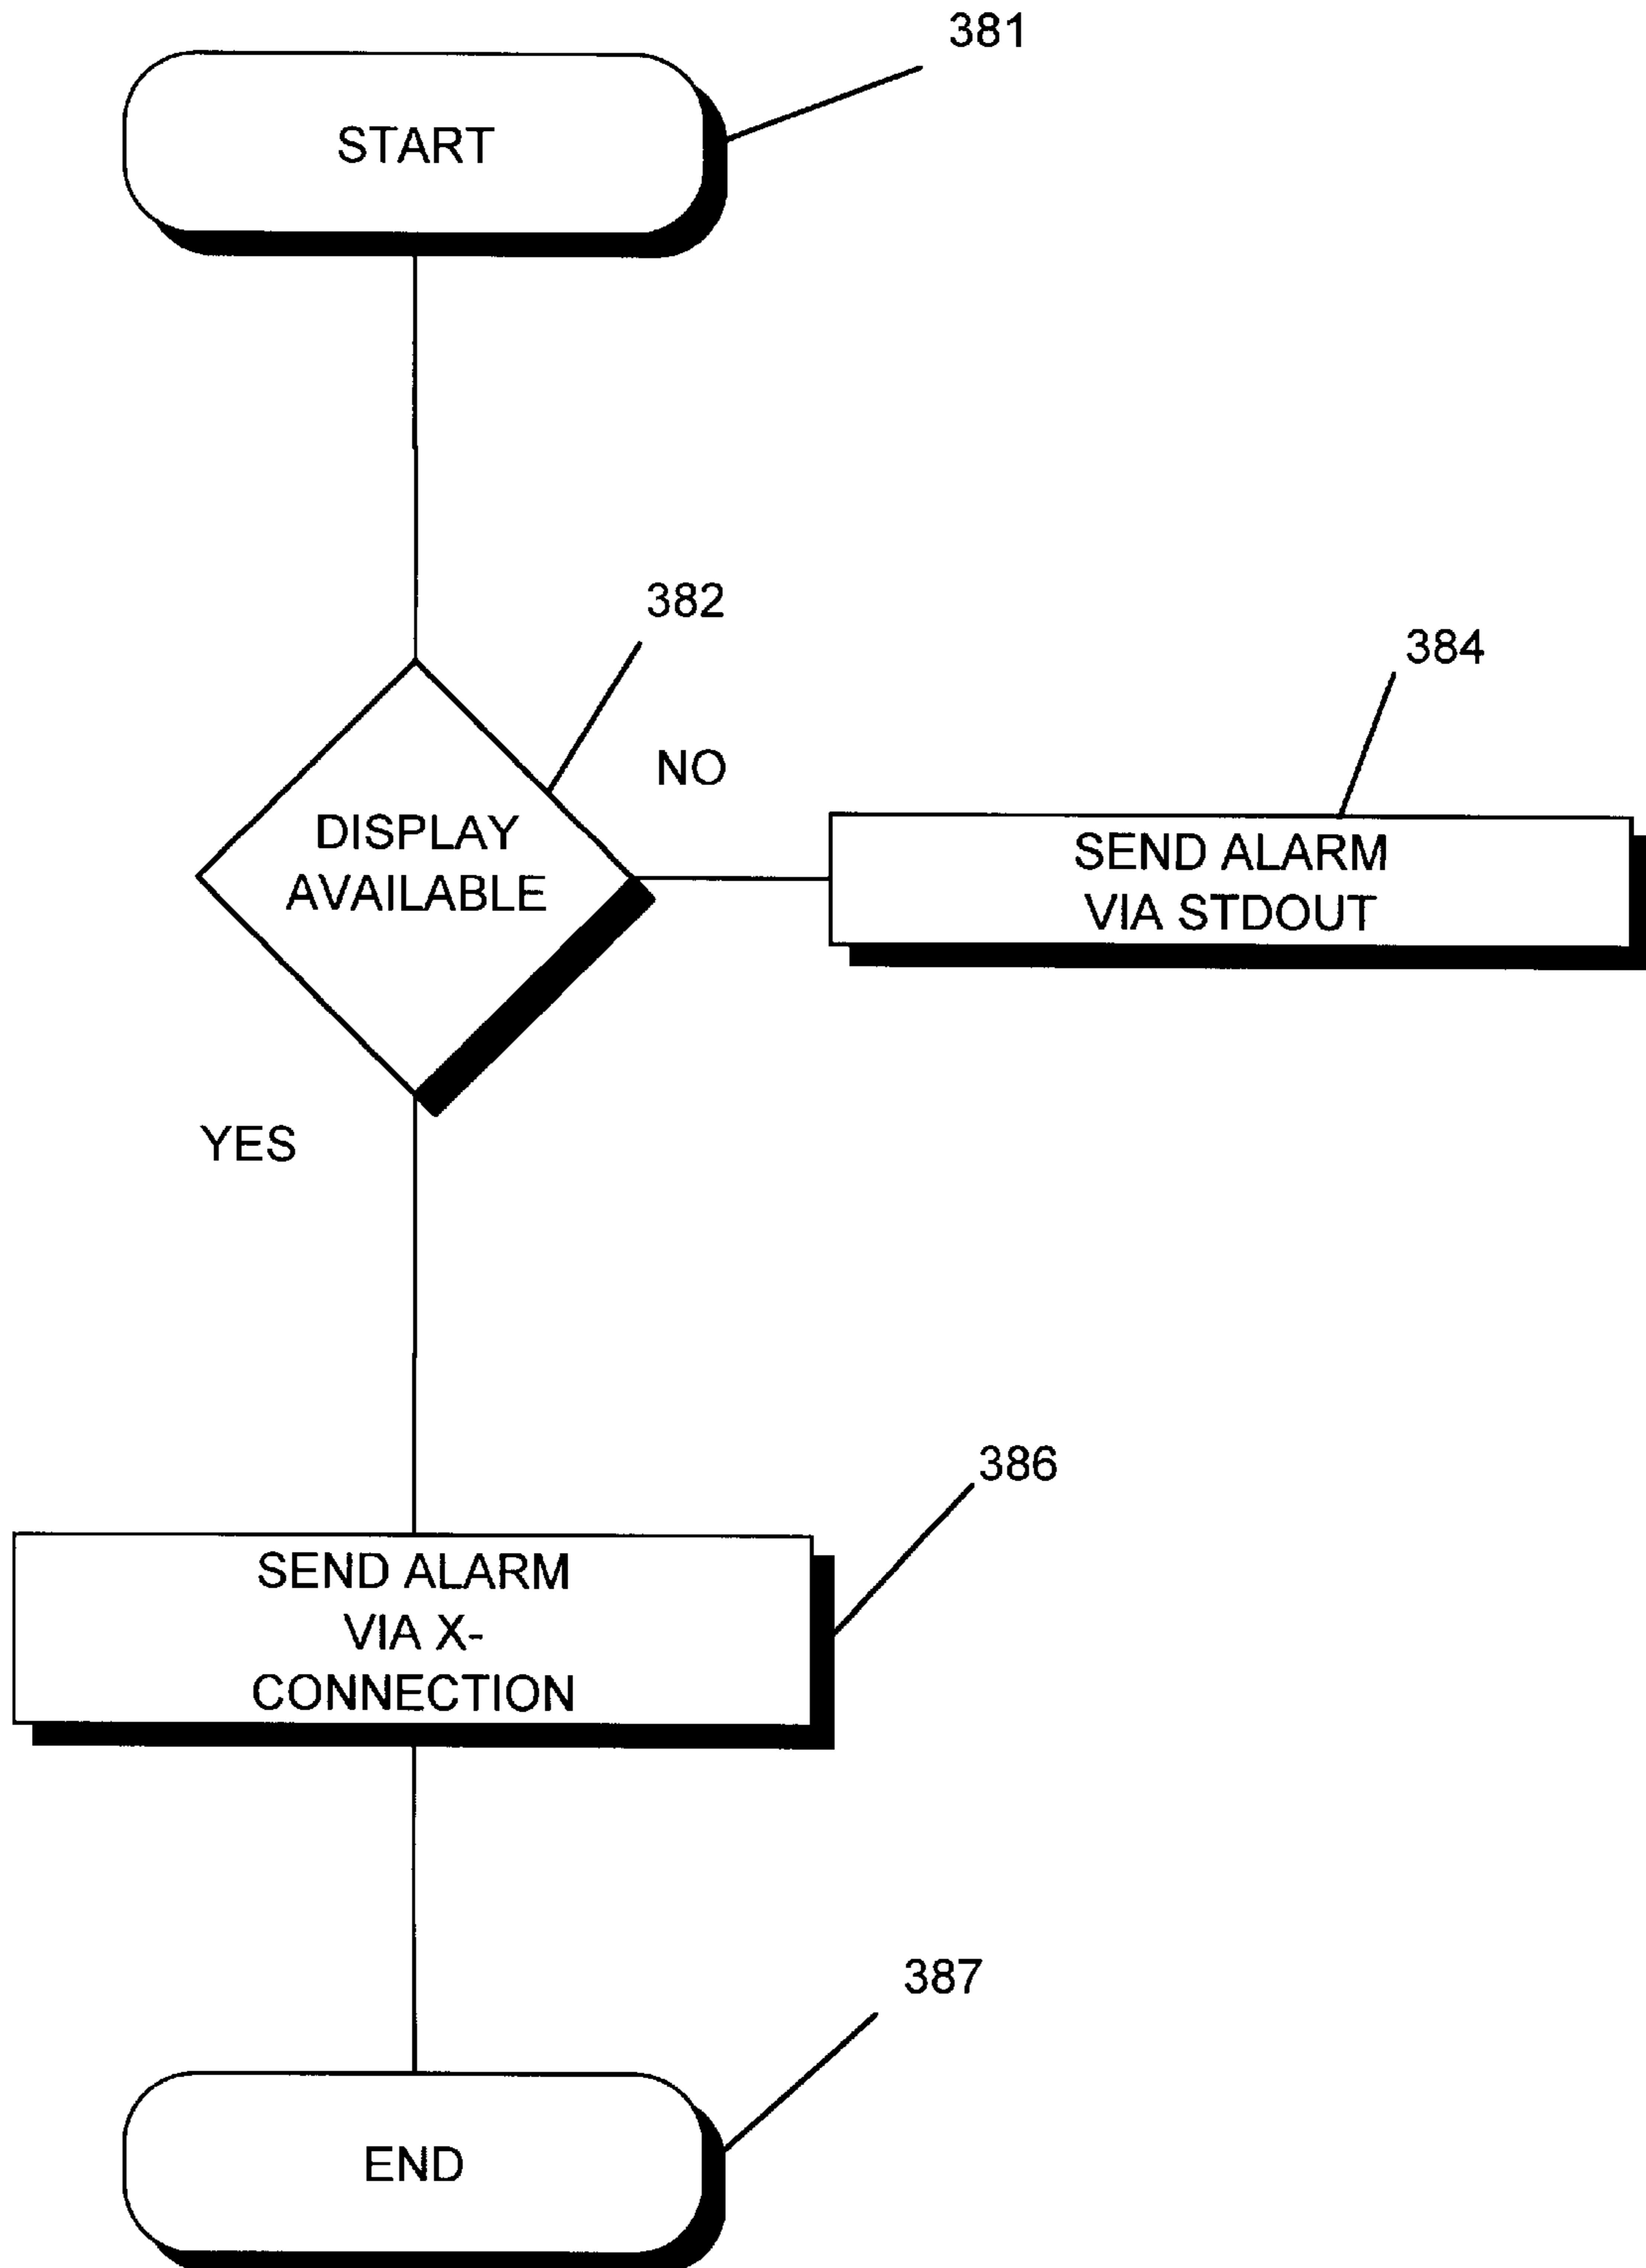 381
START
382
384
NO
DISPLAY
AVAILABLE
SEND ALARM
VIA STDOUT
YES
386
SEND ALARM
VIA X-
CONNECTION
387
END